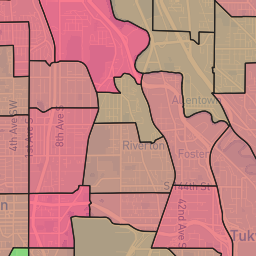 Allentown
4th Ave SW
1st Ave S
8th Ave S
Riverton
Foster
S 144th St
42nd Ave S
Tuk
n